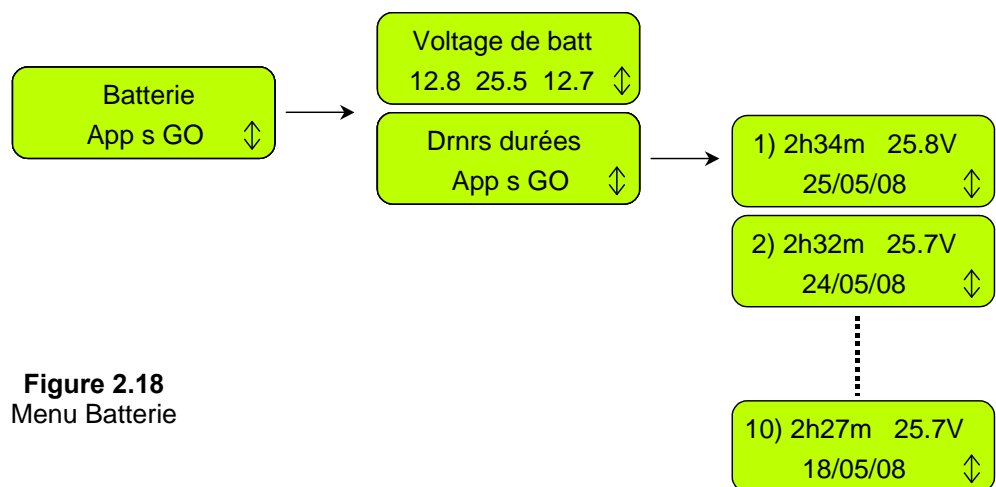 Batterie
App s GO ↕
Voltage de batt
12.8 25.5 12.7 ↕
Drnrs durées
App s GO ↕
1) 2h34m 25.8V
25/05/08 ↕
2) 2h32m 25.7V
24/05/08 ↕
10) 2h27m 25.7V
18/05/08 ↕
Figure 2.18
Menu Batterie